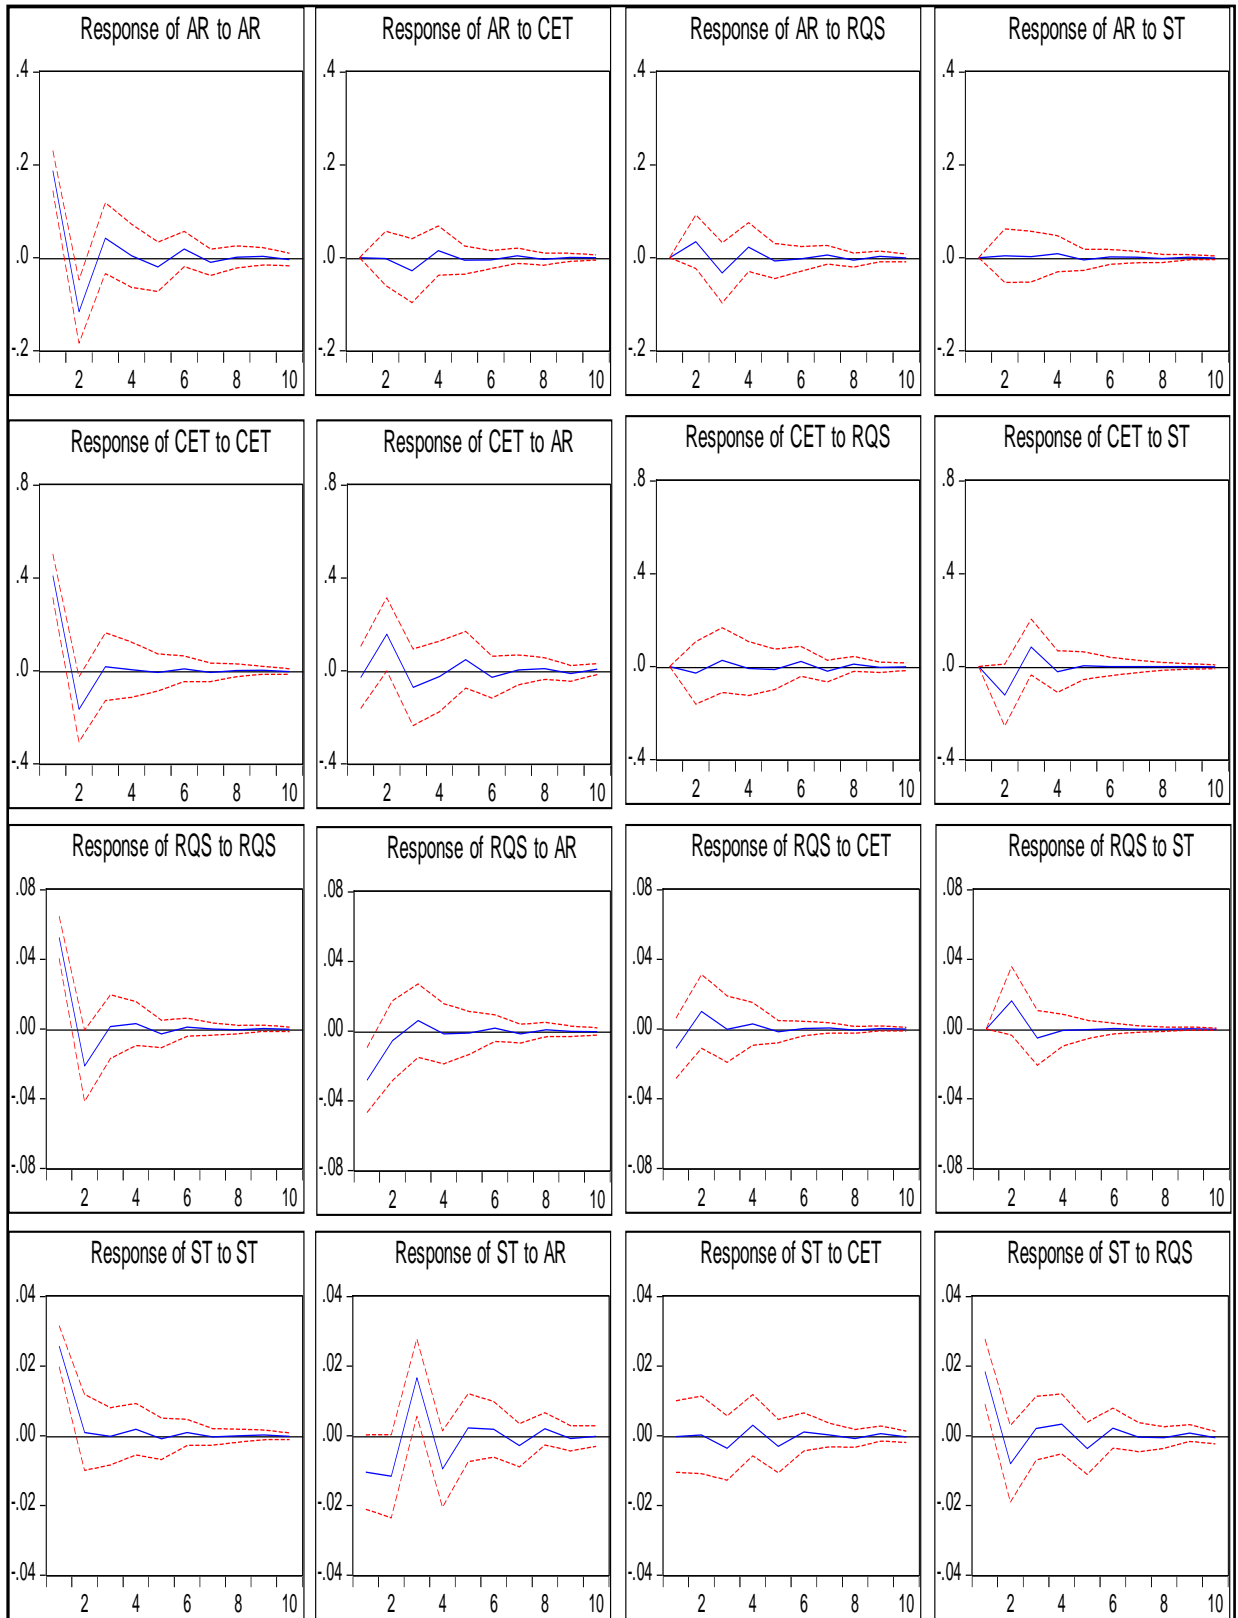 Response of AR to AR
.4
.2
.0
-.2
2 4 6 8 10
Response of AR to CET
.4
.2
.0
-.2
2 4 6 8 10
Response of AR to RQS
.4
.2
.0
-.2
2 4 6 8 10
Response of AR to ST
.4
.2
.0
-.2
2 4 6 8 10
Response of CET to CET
.8
.4
.0
-.4
2 4 6 8 10
Response of CET to AR
.8
.4
.0
-.4
2 4 6 8 10
Response of CET to RQS
.8
.4
.0
-.4
2 4 6 8 10
Response of CET to ST
.8
.4
.0
-.4
2 4 6 8 10
Response of RQS to RQS
.08
.04
.00
-.04
-.08
2 4 6 8 10
Response of RQS to AR
.08
.04
.00
-.04
-.08
2 4 6 8 10
Response of RQS to CET
.08
.04
.00
-.04
-.08
2 4 6 8 10
Response of RQS to ST
.08
.04
.00
-.04
-.08
2 4 6 8 10
Response of ST to ST
.04
.02
.00
-.02
-.04
2 4 6 8 10
Response of ST to AR
.04
.02
.00
-.02
-.04
2 4 6 8 10
Response of ST to CET
.04
.02
.00
-.02
-.04
2 4 6 8 10
Response of ST to RQS
.04
.02
.00
-.02
-.04
2 4 6 8 10